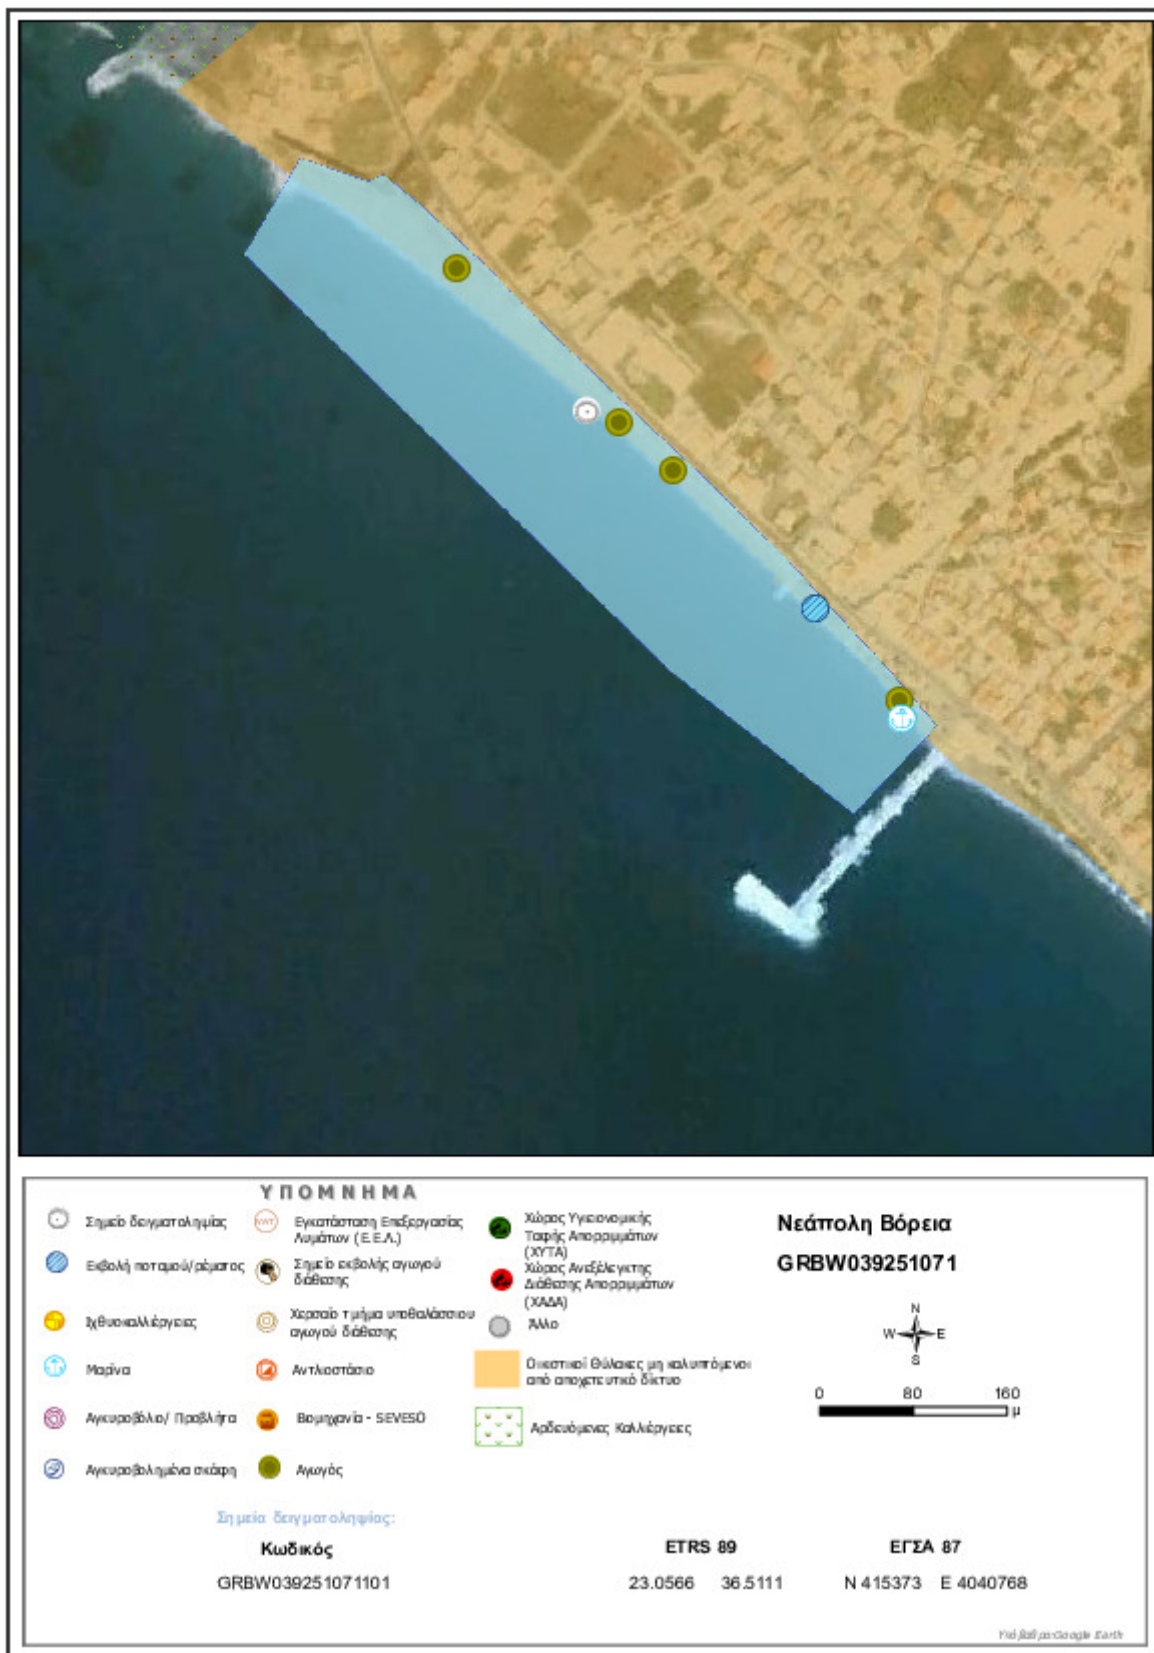 ΥΠΟΜΝΗΜΑ
Σημείο δειγματοληψίας
Εκβολή ποταμού/ρέματος
Ιχθυοκαλλιέργειες
Μαρίνα
Αγκυροβόλιο/ Προβλήτα
Αγκυροβολημένα σκάφη
Εγκατάσταση Επεξεργασίας
Λυμάτων (Ε.Ε.Λ.)
Σημείο εκβολής αγωγού
διάθεσης
Χερσαίο τμήμα υποθαλάσσιου
αγωγού διάθεσης
Αντλιοστάσιο
Βιομηχανία - SEVESO
Αγωγός
Χώρος Υγειονομικής
Ταφής Απορριμμάτων
(ΧΥΤΑ)
Χώρος Ανεξέλεγκτης
Διάθεσης Απορριμμάτων
(ΧΑΔΑ)
Άλλο
Οικιστικοί Θύλακες μη καλυπτόμενοι
από αποχετευτικό δίκτυο
Αρδευόμενες Καλλιέργειες
Νεάπολη Βόρεια
GRBW039251071
N
W E
S
0 80 160
μ
Σημεία δειγματοληψίας:
Κωδικός ETRS 89 ΕΓΣΑ 87
GRBW039251071101 23.0566 36.5111 N 415373 E 4040768
Υπόβαθρο:Google Earth